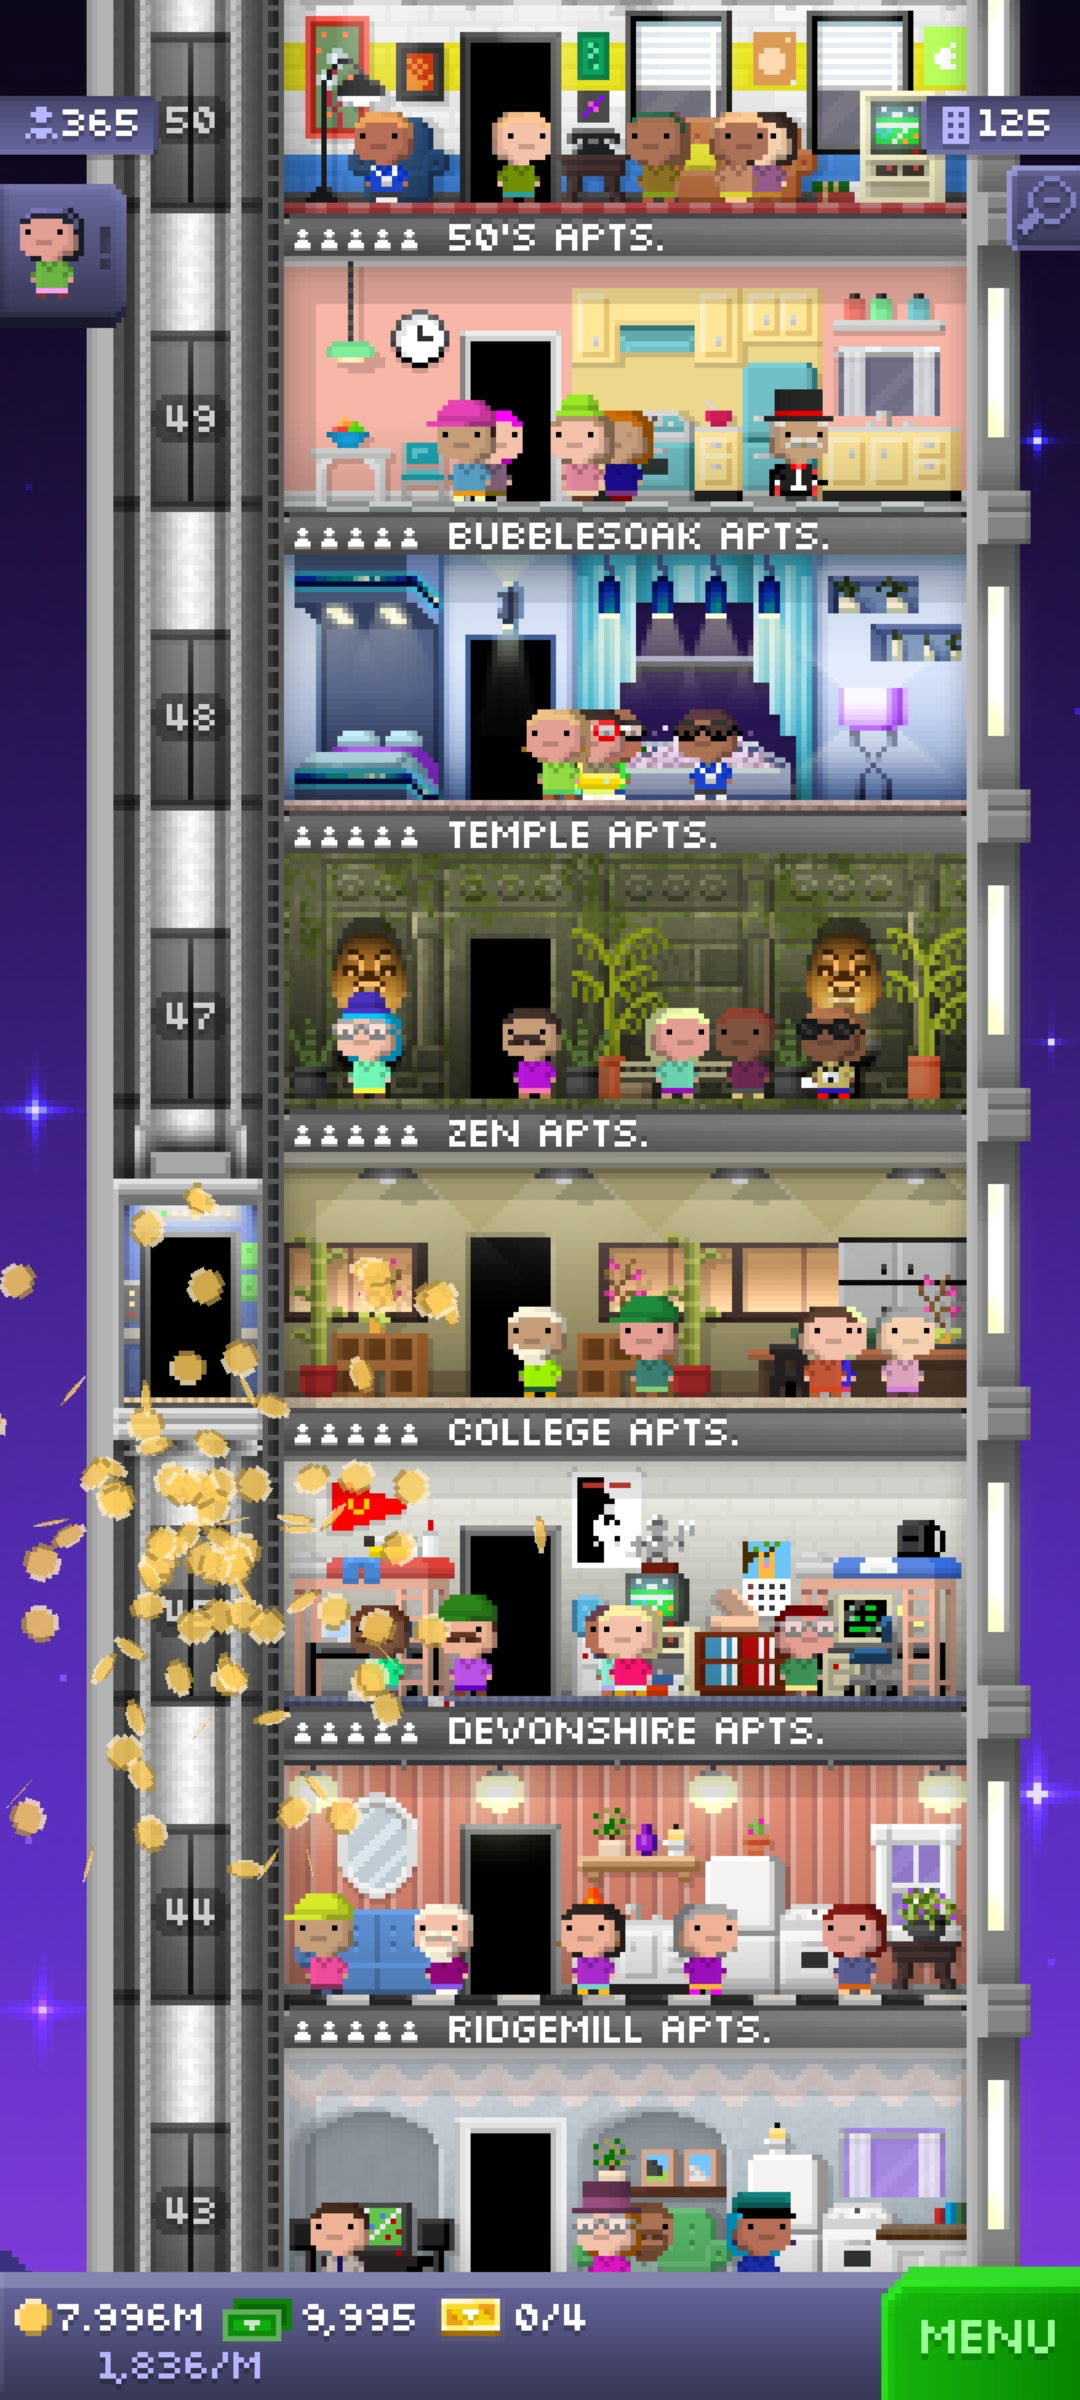 365
50
125
50'S APTS.
49
BUBBLESOAK APTS.
48
TEMPLE APTS.
47
ZEN APTS.
COLLEGE APTS.
DEVONSHIRE APTS.
44
RIDGEMILL APTS.
43
7.996M 9,995 0/4
1,836/M
MENU